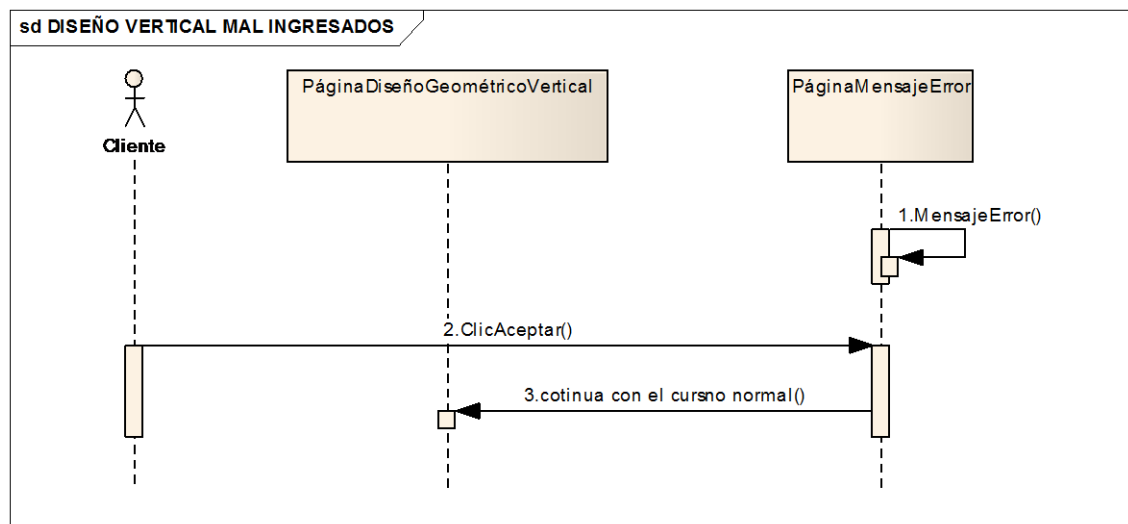 sd DISEÑO VERTICAL MAL INGRESADOS
Cliente
PáginaDiseñoGeométricoVertical
PáginaMensajeError
1.MensajeError()
2.ClicAceptar()
3.cotinua con el cursno normal()